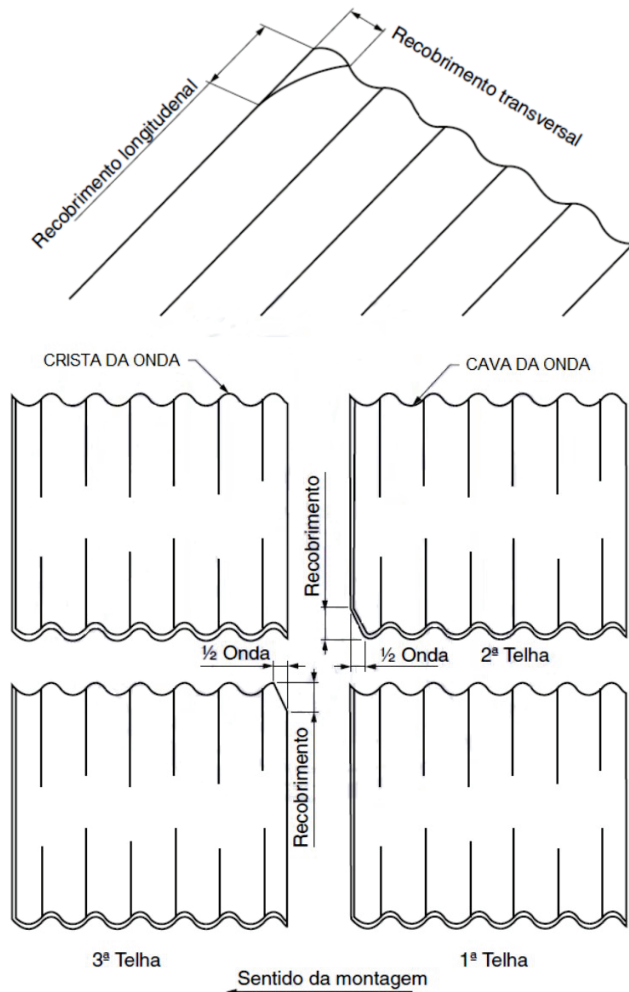 Recobrimento transversal
Recobrimento longitudenal
CRISTA DA ONDA
CAVA DA ONDA
Recobrimento
½ Onda
½ Onda
2ª Telha
Recobrimento
3ª Telha
1ª Telha
Sentido da montagem